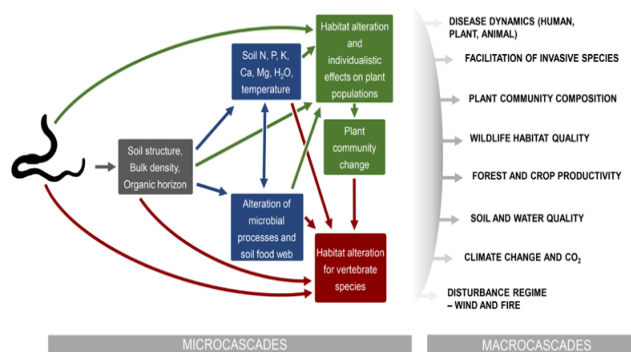 Soil structure,
Bulk density,
Organic horizon
Soil N, P, K,
Ca, Mg, H₂O,
temperature
Alteration of
microbial
processes and
soil food web
Habitat alteration
and
individualistic
effects on plant
populations
Plant
community
change
Habitat alteration
for vertebrate
species
DISEASE DYNAMICS (HUMAN,
PLANT, ANIMAL)
FACILITATION OF INVASIVE SPECIES
PLANT COMMUNITY COMPOSITION
WILDLIFE HABITAT QUALITY
FOREST AND CROP PRODUCTIVITY
SOIL AND WATER QUALITY
CLIMATE CHANGE AND CO₂
DISTURBANCE REGIME
– WIND AND FIRE
MICROCASCADES
MACROCASCADES